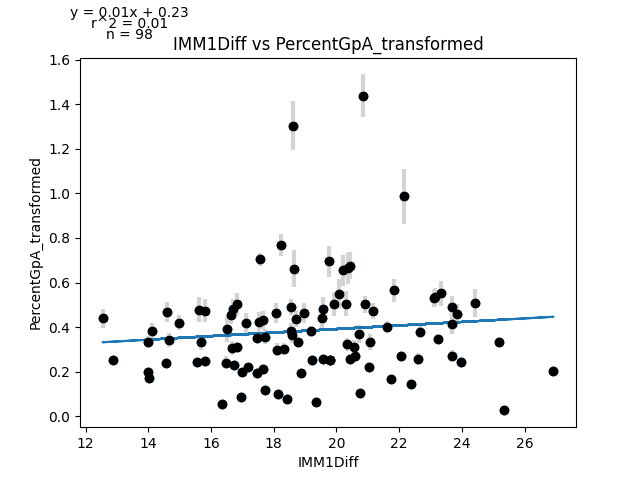 y = 0.01x + 0.23
r^2 = 0.01
n = 98
IMM1Diff vs PercentGpA_transformed
1.6
1.4
1.2
1.0
0.8
0.6
0.4
0.2
0.0
PercentGpA_transformed
12 14 16 18 20 22 24 26
IMM1Diff